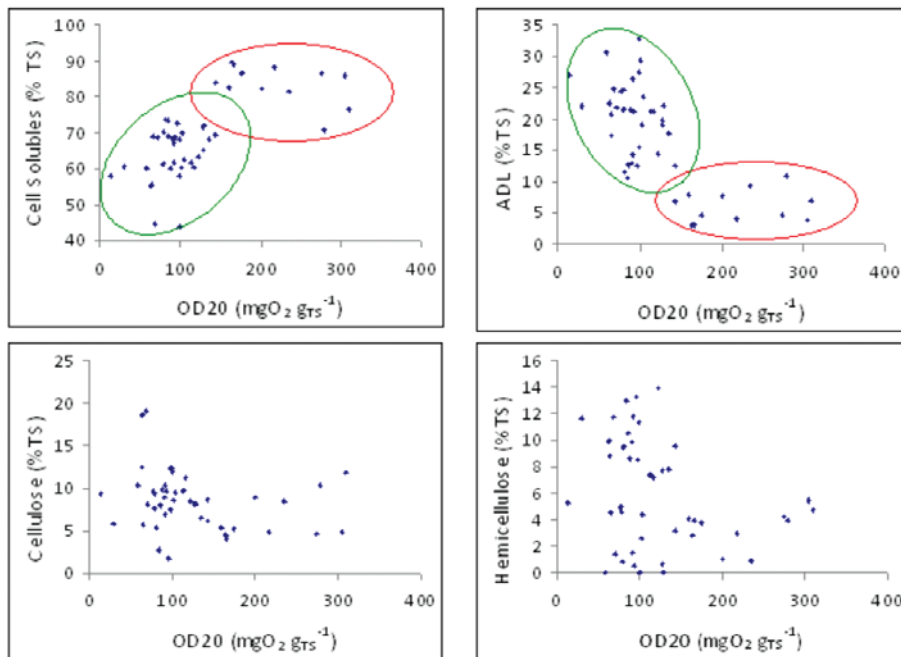 Cell Solubles (% TS)
100
90
80
70
60
50
40
0 100 200 300 400
OD20 (mgO₂ gTS⁻¹)
ADL (%TS)
35
30
25
20
15
10
5
0
0 100 200 300 400
OD20 (mgO₂ gTS⁻¹)
Cellulose (%TS)
25
20
15
10
5
0
0 100 200 300 400
OD20 (mgO₂ gTS⁻¹)
Hemicellulose (%TS)
16
14
12
10
8
6
4
2
0
0 100 200 300 400
OD20 (mgO₂ gTS⁻¹)